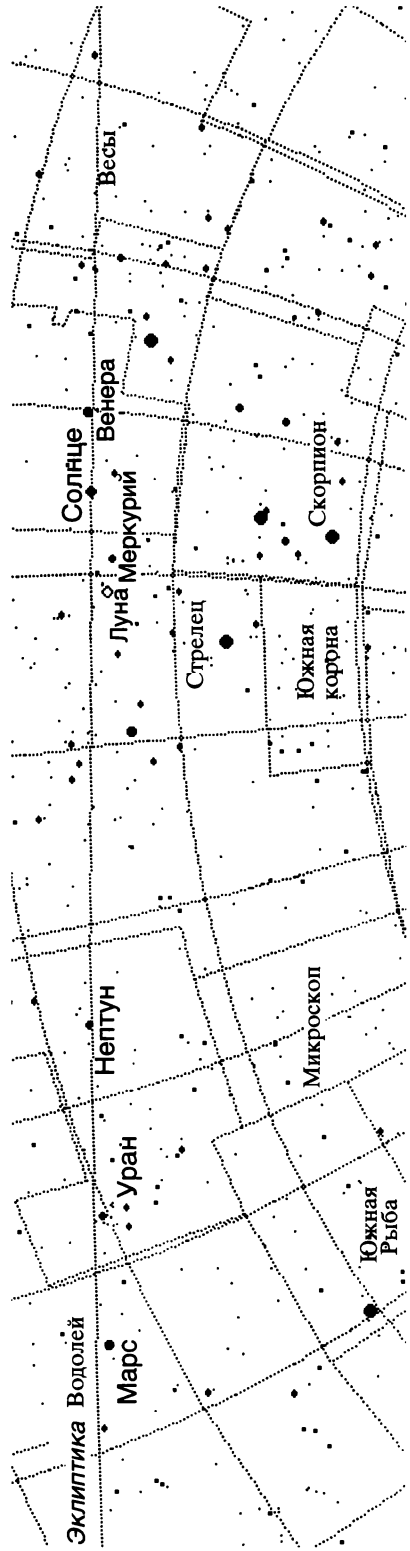 Эклиптика
Водолей
Марс
Уран
Нептун
Южная
Рыба
Микроскоп
Стрелец
Южная
корона
Луна
Меркурий
Солнце
Венера
Скорпион
Весы